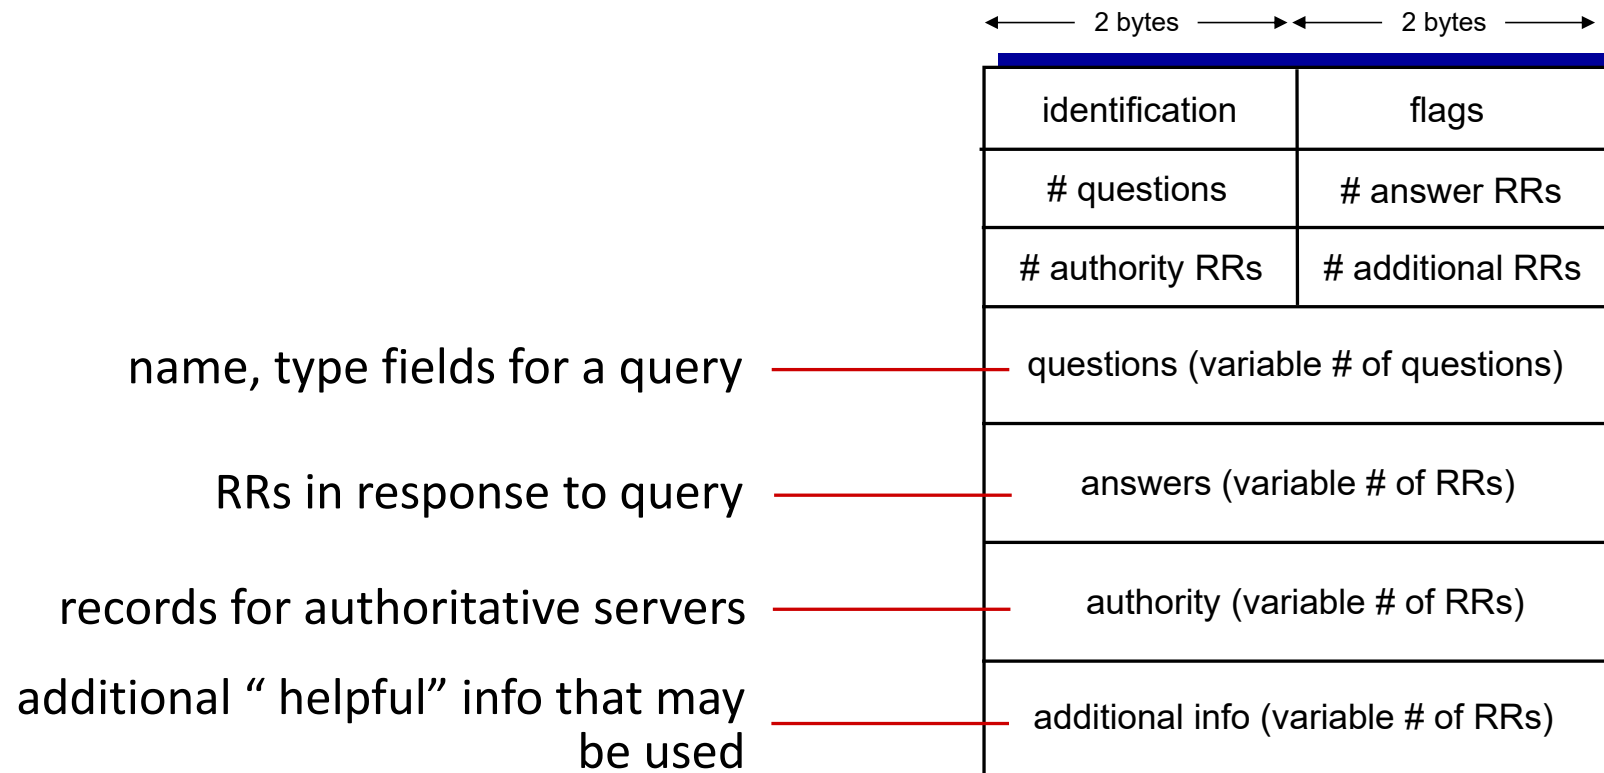 2 bytes 2 bytes
identification flags
# questions # answer RRs
# authority RRs # additional RRs
name, type fields for a query questions (variable # of questions)
RRs in response to query answers (variable # of RRs)
records for authoritative servers authority (variable # of RRs)
additional “ helpful” info that may
be used
additional info (variable # of RRs)